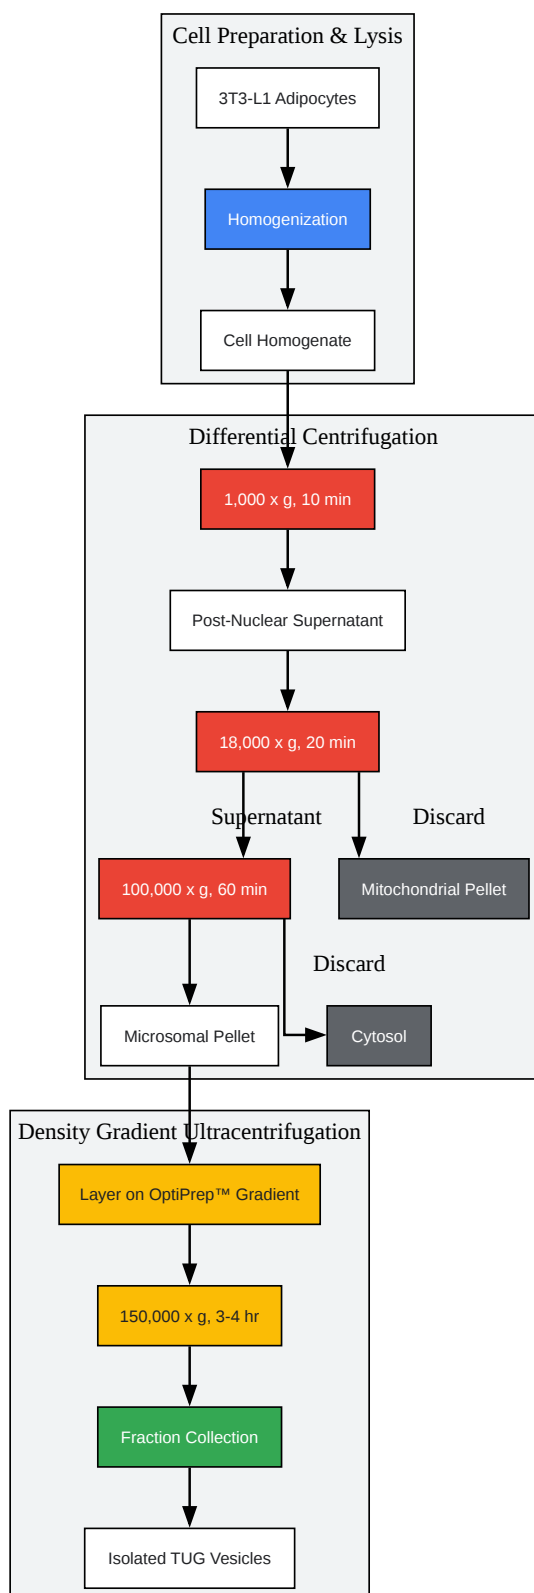 Cell Preparation & Lysis
3T3-L1 Adipocytes
Homogenization
Cell Homogenate
Differential Centrifugation
1,000 x g, 10 min
Post-Nuclear Supernatant
18,000 x g, 20 min
Supernatant
Discard
100,000 x g, 60 min
Mitochondrial Pellet
Discard
Microsomal Pellet
Cytosol
Density Gradient Ultracentrifugation
Layer on OptiPrep™ Gradient
150,000 x g, 3-4 hr
Fraction Collection
Isolated TUG Vesicles